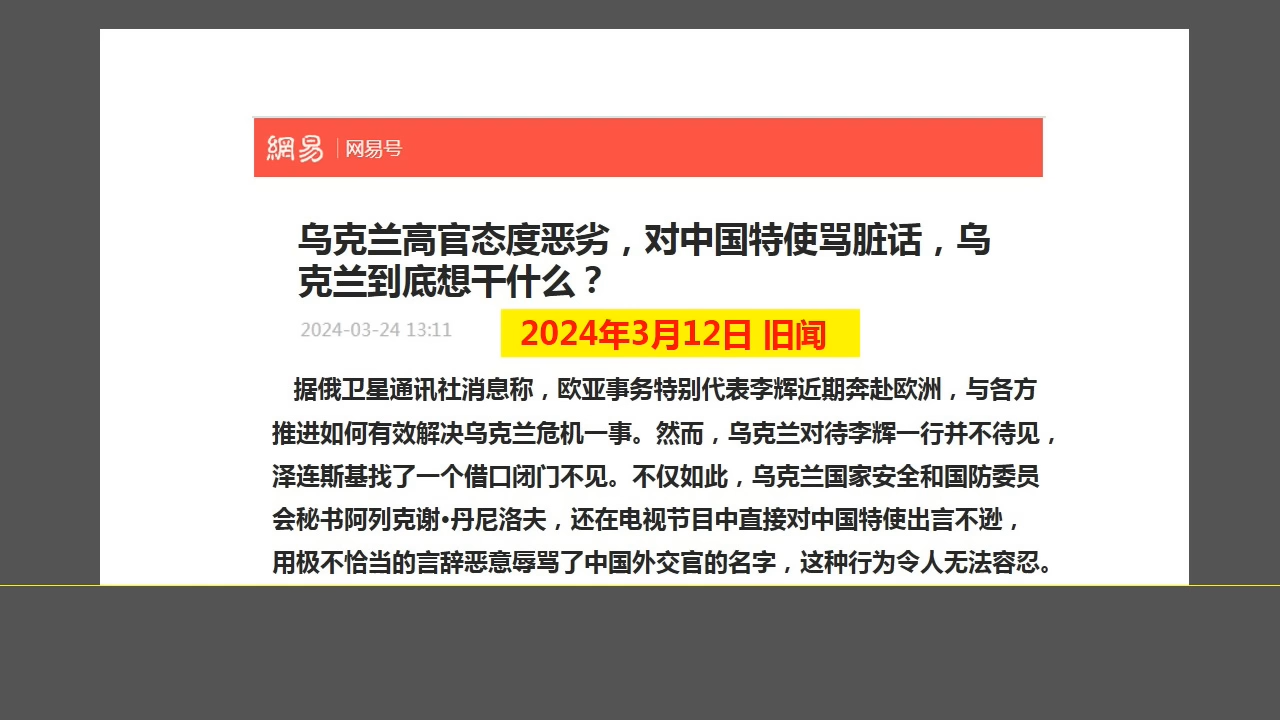 網易 | 网易号
乌克兰高官态度恶劣，对中国特使骂脏话，乌
克兰到底想干什么？
2024-03-24 13:11
2024年3月12日 旧闻
据俄卫星通讯社消息称，欧亚事务特别代表李辉近期奔赴欧洲，与各方
推进如何有效解决乌克兰危机一事。然而，乌克兰对待李辉一行并不待见，
泽连斯基找了一个借口闭门不见。不仅如此，乌克兰国家安全和国防委员
会秘书阿列克谢•丹尼洛夫，还在电视节目中直接对中国特使出言不逊，
用极不恰当的言辞恶意辱骂了中国外交官的名字，这种行为令人无法容忍。